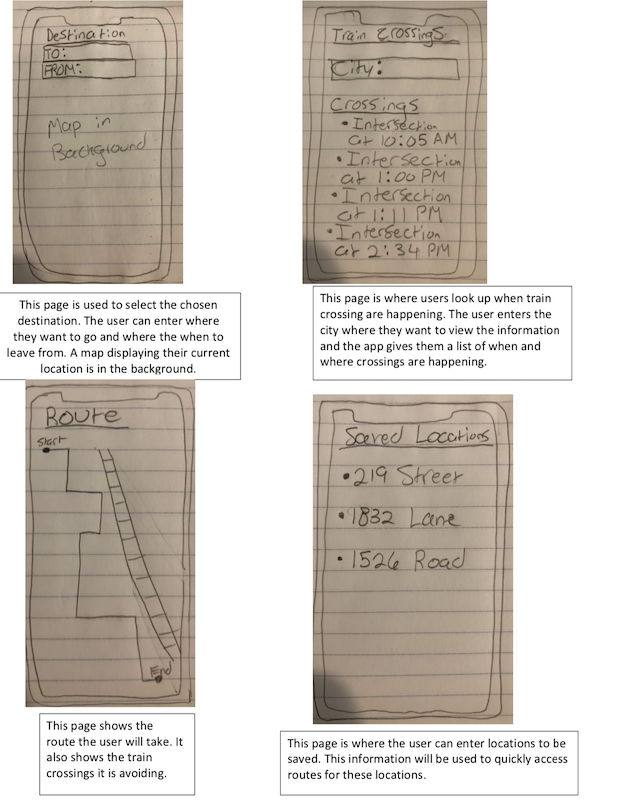 Destination
TO:
FROM:
Map in
Background
This page is used to select the chosen
destination. The user can enter where
they want to go and where the when to
leave from. A map displaying their current
location is in the background.
Train Crossings:
City:
Crossings
• Intersection
at 10:05 AM
• Intersection
at 1:00 PM
• Intersection
at 1:11 PM
• Intersection
at 2:34 PM
This page is where users look up when train
crossing are happening. The user enters the
city where they want to view the information
and the app gives them a list of when and
where crossings are happening.
Route
Start
End
This page shows the
route the user will take. It
also shows the train
crossings it is avoiding.
Saved Locations
• 219 Street
• 1832 Lane
• 1526 Road
This page is where the user can enter locations to be
saved. This information will be used to quickly access
routes for these locations.